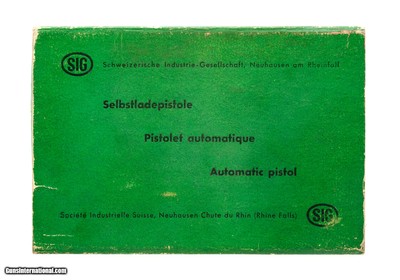 SIG Schweizerische Industrie-Gesellschaft, Neuhausen am Rheinfall
Selbstladepistole
Pistolet automatique
Automatic pistol
Société Industrielle Suisse, Neuhausen Chute du Rhin (Rhine Falls) SIG
GunsInternational.com